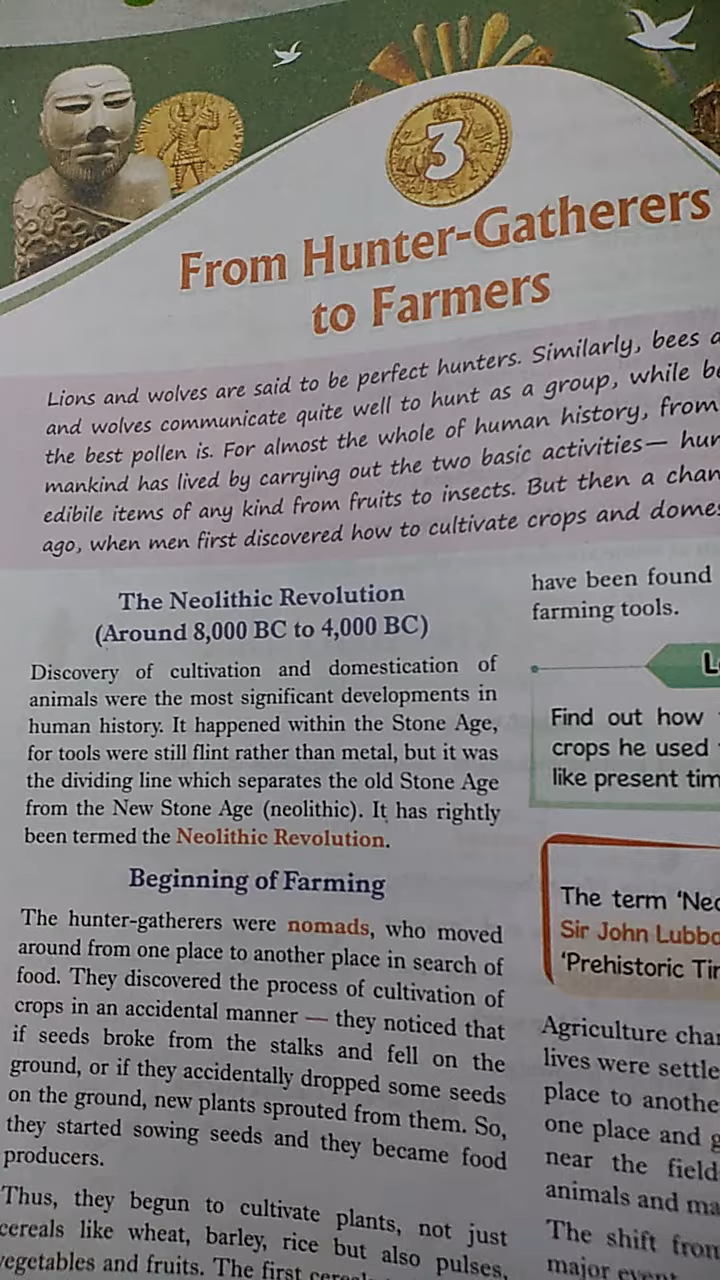 3
From Hunter-Gatherers
to Farmers
Lions and wolves are said to be perfect hunters. Similarly, bees
and wolves communicate quite well to hunt as a group, while
the best pollen is. For almost the whole of human history, from
mankind has lived by carrying out the two basic activities—
edibile items of any kind from fruits to insects. But then a
ago, when men first discovered how to cultivate crops and
The Neolithic Revolution
(Around 8,000 BC to 4,000 BC)
Discovery of cultivation and domestication of
animals were the most significant developments in
human history. It happened within the Stone Age,
for tools were still flint rather than metal, but it was
the dividing line which separates the old Stone Age
from the New Stone Age (neolithic). It has rightly
been termed the Neolithic Revolution.
Beginning of Farming
The hunter-gatherers were nomads, who moved
around from one place to another place in search of
food. They discovered the process of cultivation of
crops in an accidental manner — they noticed that
if seeds broke from the stalks and fell on the
ground, or if they accidentally dropped some seeds
on the ground, new plants sprouted from them. So,
they started sowing seeds and they became food
producers.
Thus, they begun to cultivate plants, not just
cereals like wheat, barley, rice but also pulses,
vegetables and fruits. The first
have been found
farming tools.
Find out how
crops he used
like present
The term
Sir John
'Prehistoric
Agriculture
lives were
place to
one place and
near the field
animals and
The shift from
major